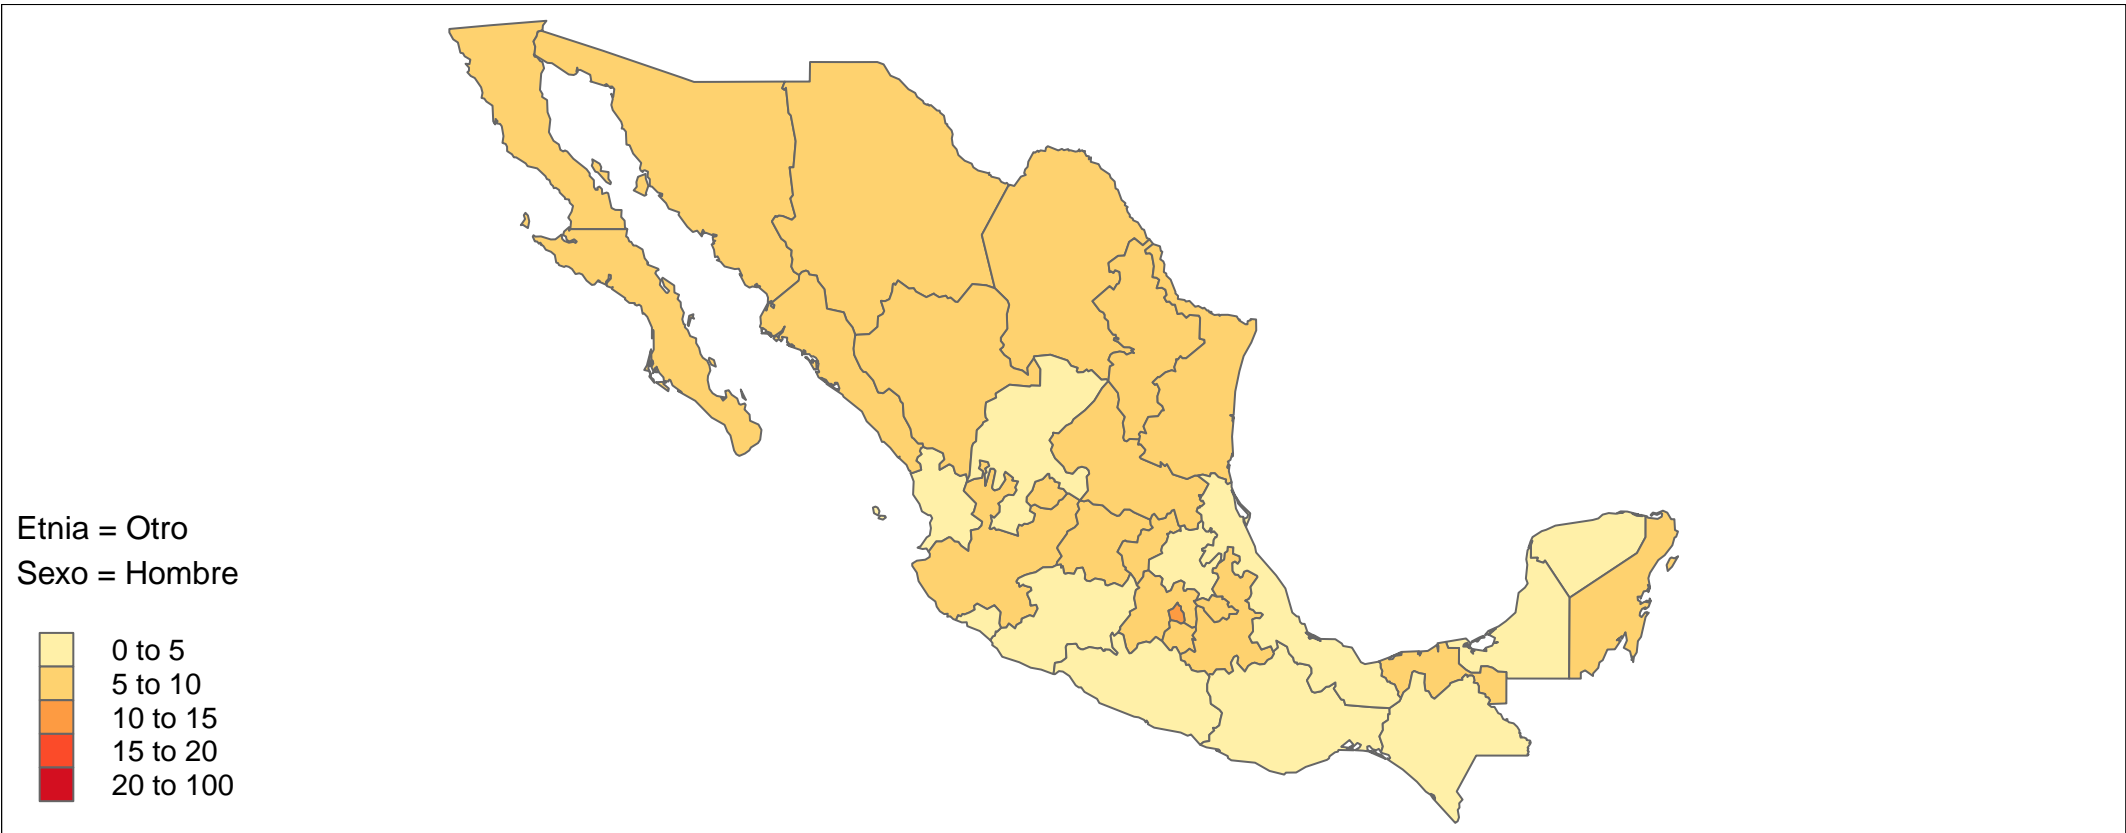 Etnia = Otro
Sexo = Hombre
0 to 5
5 to 10
10 to 15
15 to 20
20 to 100